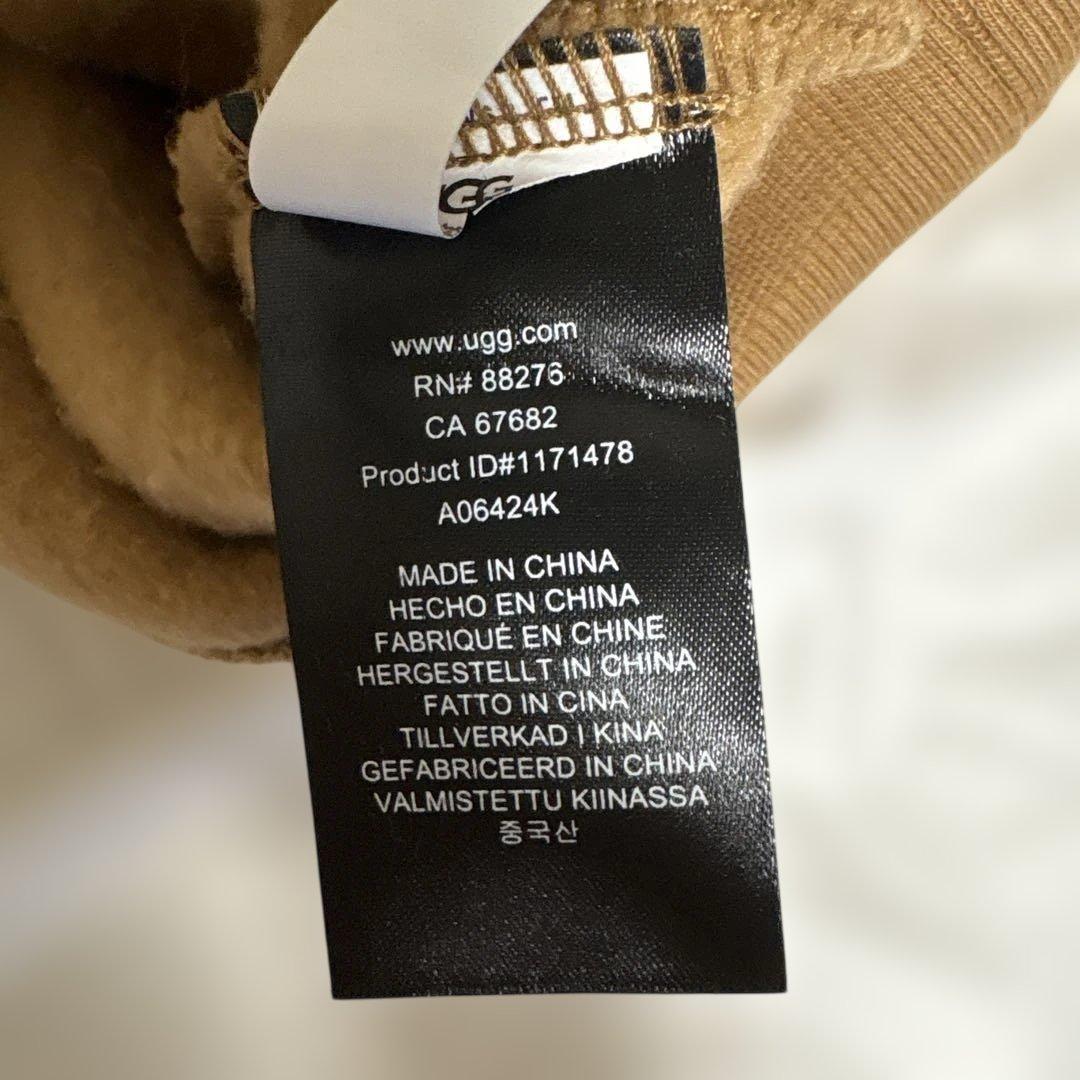 www.ugg.com
RN# 88276
CA 67682
Product ID#1171478
A06424K
MADE IN CHINA
HECHO EN CHINA
FABRIQUÉ EN CHINE
HERGESTELLT IN CHINA
FATTO IN CINA
TILLVERKAD I KINA
GEFABRICEERD IN CHINA
VALMISTETTU KIINASSA
중국산